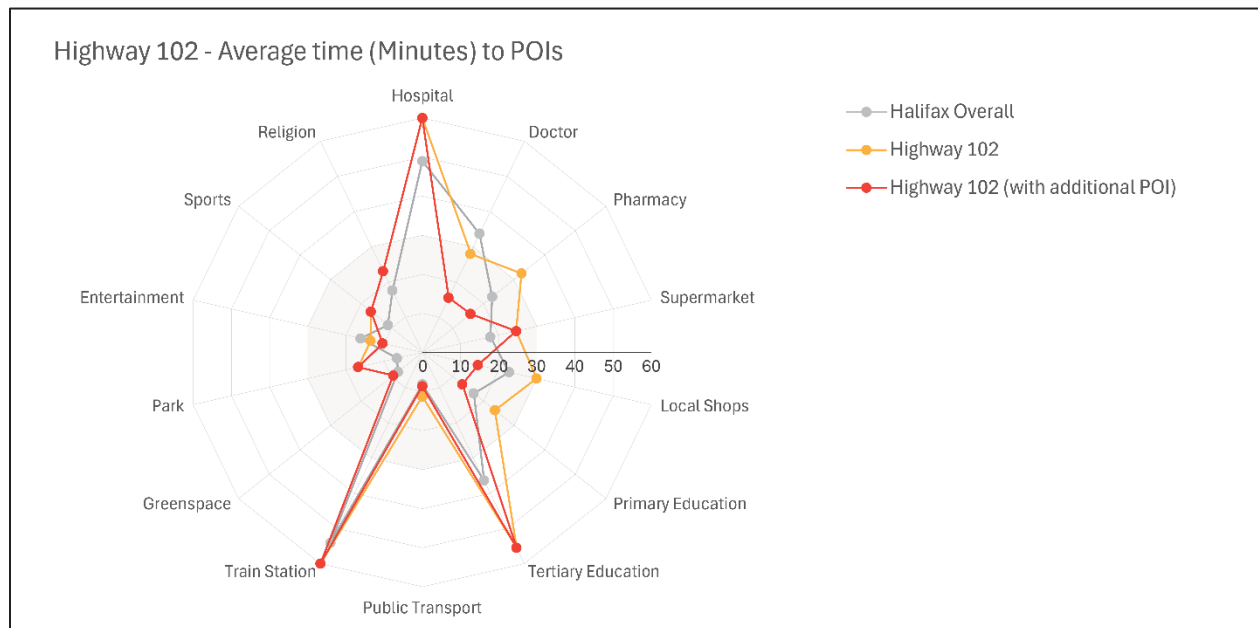 Highway 102 - Average time (Minutes) to POIs
Hospital
Doctor
Pharmacy
Supermarket
Local Shops
Primary Education
Tertiary Education
Public Transport
Train Station
Greenspace
Park
Entertainment
Sports
Religion
0 10 20 30 40 50 60
Halifax Overall
Highway 102
Highway 102 (with additional POI)